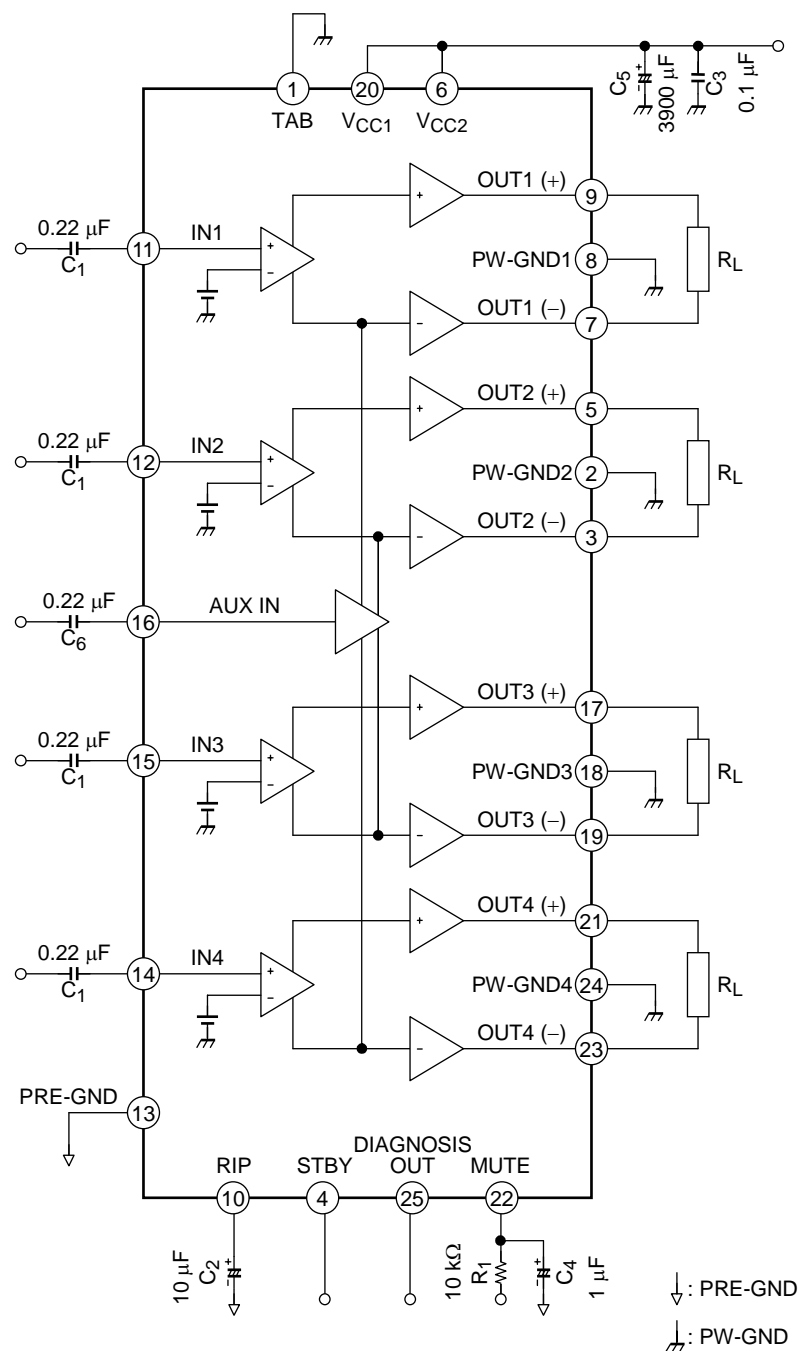 1
20
6
TAB
VCC1
VCC2
C5
3900 μF
C3
0.1 μF
OUT1 (+)
9
0.22 μF
C1
11
IN1
+
−
+
PW-GND1
8
RL
−
OUT1 (−)
7
OUT2 (+)
5
0.22 μF
C1
12
IN2
+
−
+
PW-GND2
2
RL
−
OUT2 (−)
3
0.22 μF
C6
16
AUX IN
OUT3 (+)
17
0.22 μF
C1
15
IN3
+
−
+
PW-GND3
18
RL
−
OUT3 (−)
19
OUT4 (+)
21
0.22 μF
C1
14
IN4
+
−
+
PW-GND4
24
RL
−
OUT4 (−)
23
PRE-GND
13
RIP
STBY
DIAGNOSIS
OUT
MUTE
10
4
25
22
10 μF
C2
−+
10 kΩ
R1
−+
C4
1 μF
: PRE-GND
: PW-GND